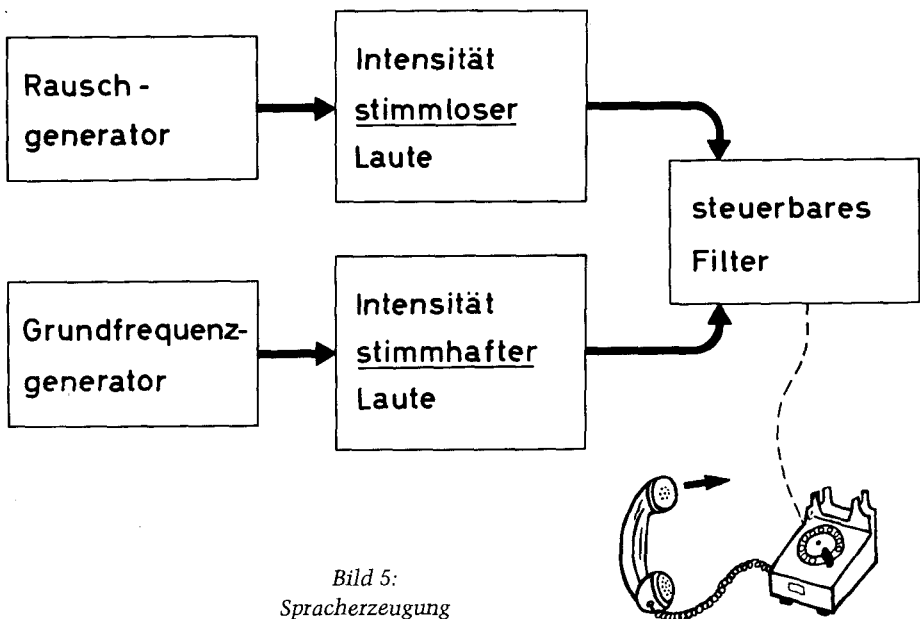 Rausch-
generator
Intensität
stimmloser
Laute
steuerbares
Filter
Grundfrequenz-
generator
Intensität
stimmhafter
Laute
Bild 5:
Spracherzeugung